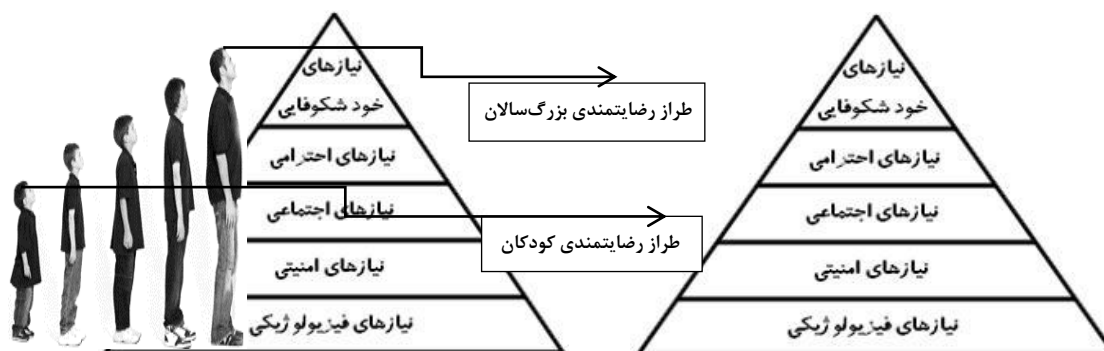 نیازهای
خود شکوفایی
نیازهای احترامی
نیازهای اجتماعی
نیازهای امنیتی
نیازهای فیزیولوژیکی
طراز رضایتمندی بزرگ‌سالان
طراز رضایتمندی کودکان
نیازهای
خود شکوفایی
نیازهای احترامی
نیازهای اجتماعی
نیازهای امنیتی
نیازهای فیزیولوژیکی